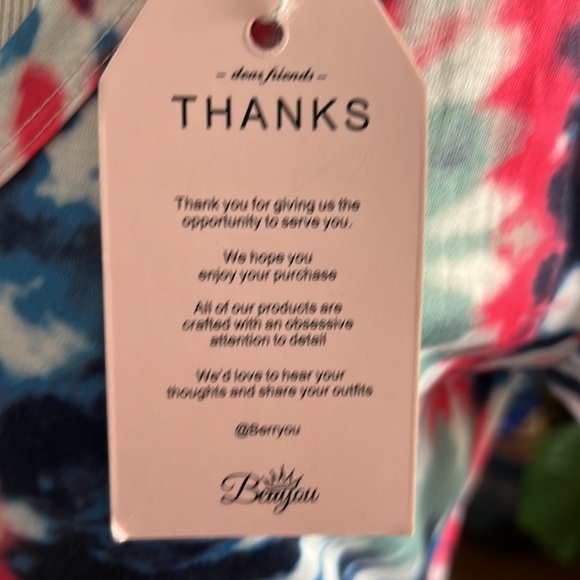 – dear friends –
THANKS
Thank you for giving us the
opportunity to serve you.
We hope you
enjoy your purchase
All of our products are
crafted with an obsessive
attention to detail
We'd love to hear your
thoughts and share your outfits
@Berryou
Beauyou